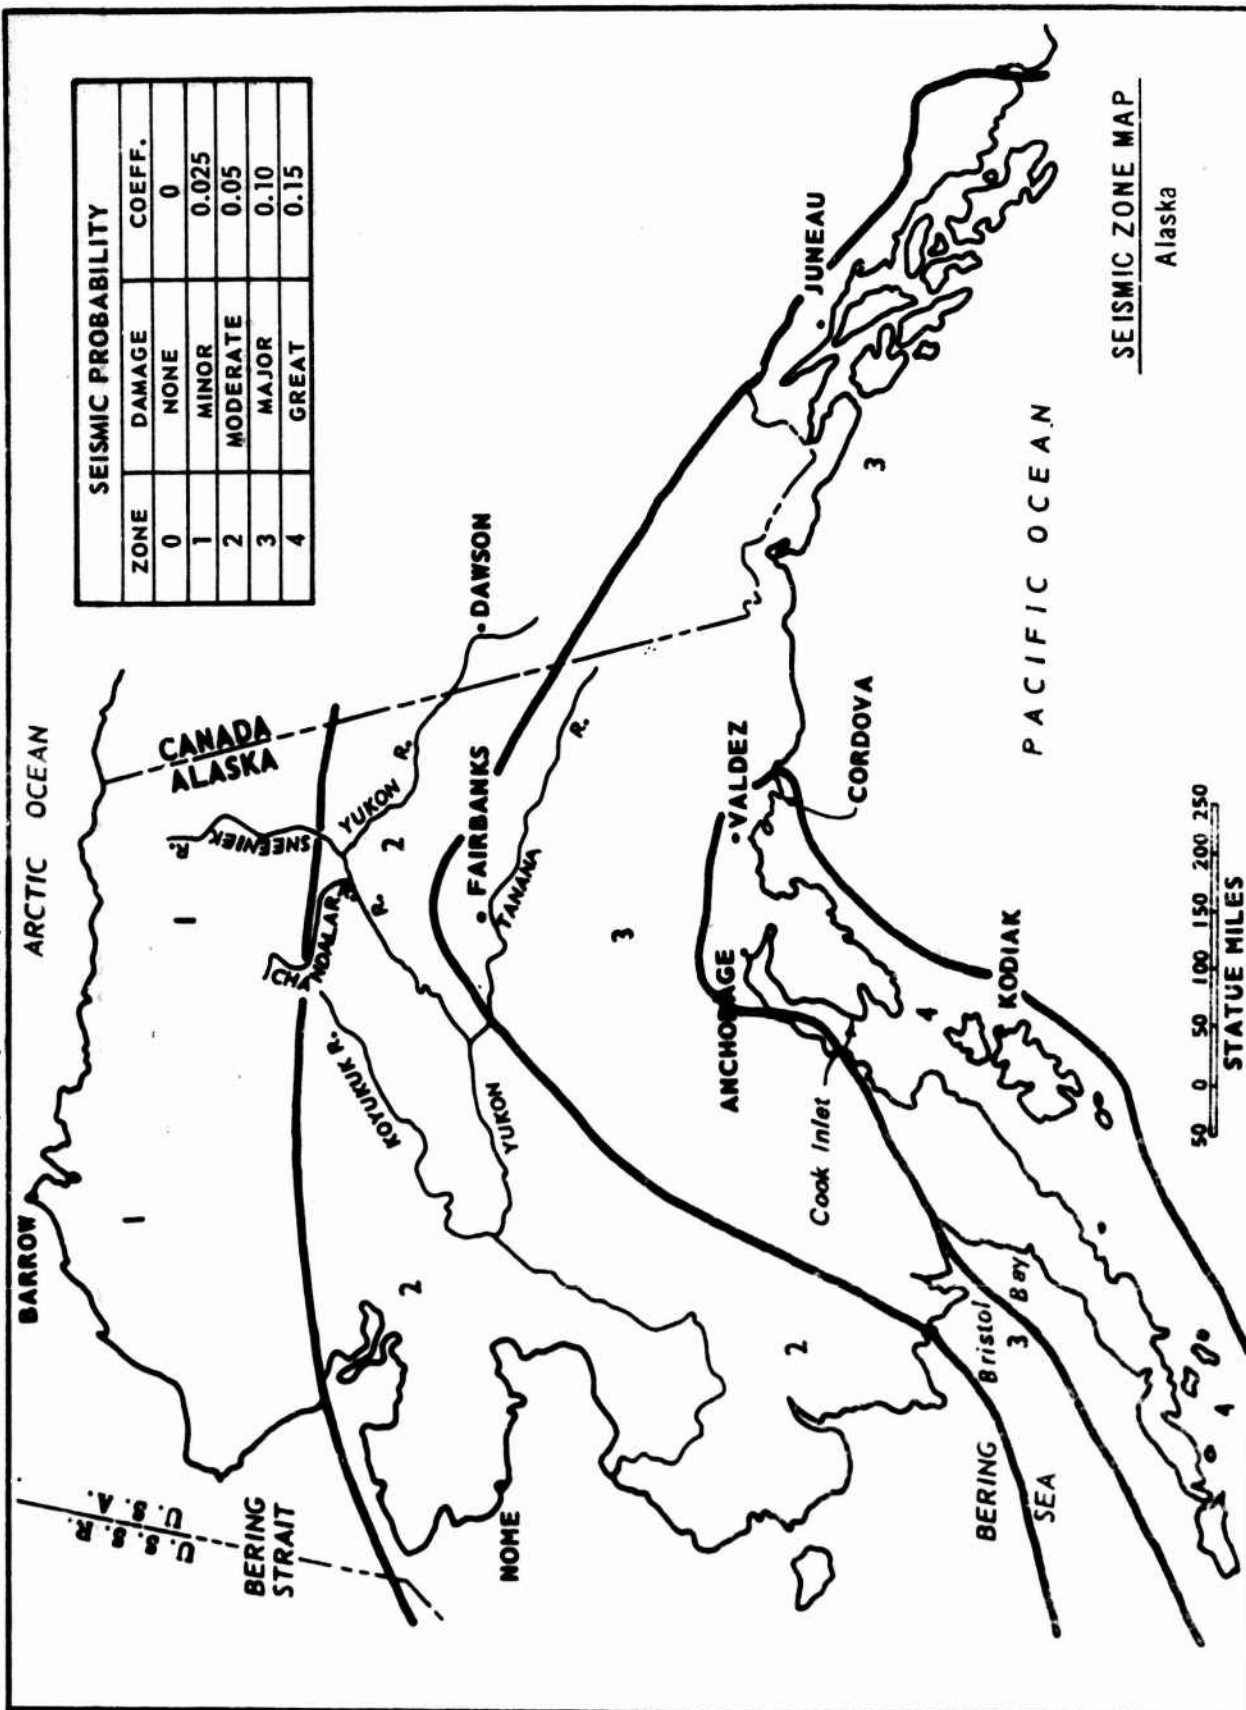 ARCTIC OCEAN
BARROW
U.S.S.R.
U.S.A.
BERING
STRAIT
1
1
R.
SNEENIEK
CANADA
ALASKA
CHANDALAR
R.
YUKON R.
R.
2
KOYUKUK R.
2
YUKON
NOME
FAIRBANKS
TANANA
R.
DAWSON
SEISMIC PROBABILITY
ZONE DAMAGE COEFF.
0 NONE 0
1 MINOR 0.025
2 MODERATE 0.05
3 MAJOR 0.10
4 GREAT 0.15
3
2
ANCHORAGE
VALDEZ
CORDOVA
Cook Inlet
JUNEAU
3
Bristol
Bay
3
BERING
SEA
4
KODIAK
4
PACIFIC OCEAN
50 0 50 100 150 200 250
STATUE MILES
SEISMIC ZONE MAP
Alaska